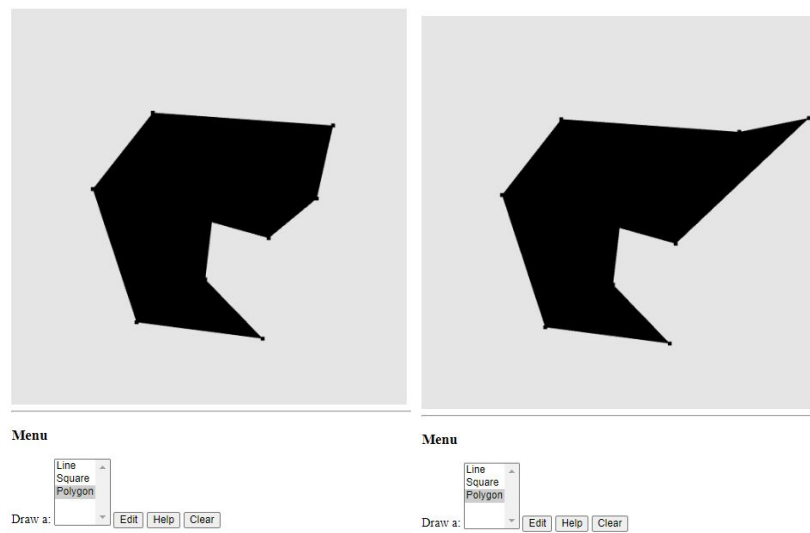 Menu
Line
Square
Polygon
Draw a: Edit Help Clear
Menu
Line
Square
Polygon
Draw a: Edit Help Clear